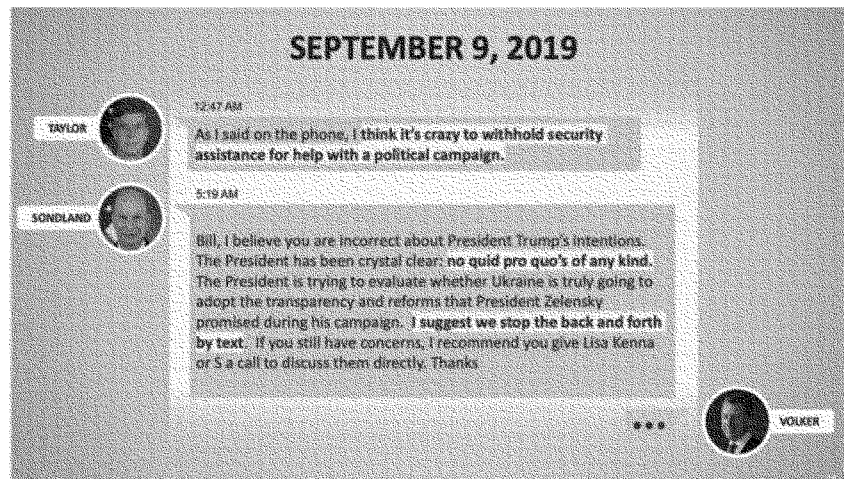 SEPTEMBER 9, 2019
12:47 AM
TAYLOR
As I said on the phone, I think it's crazy to withhold security
assistance for help with a political campaign.
5:19 AM
SONDLAND
Bill, I believe you are incorrect about President Trump's intentions.
The President has been crystal clear: no quid pro quo's of any kind.
The President is trying to evaluate whether Ukraine is truly going to
adopt the transparency and reforms that President Zelensky
promised during his campaign. I suggest we stop the back and forth
by text. If you still have concerns, I recommend you give Lisa Kenna
or S a call to discuss them directly. Thanks
VOLKER